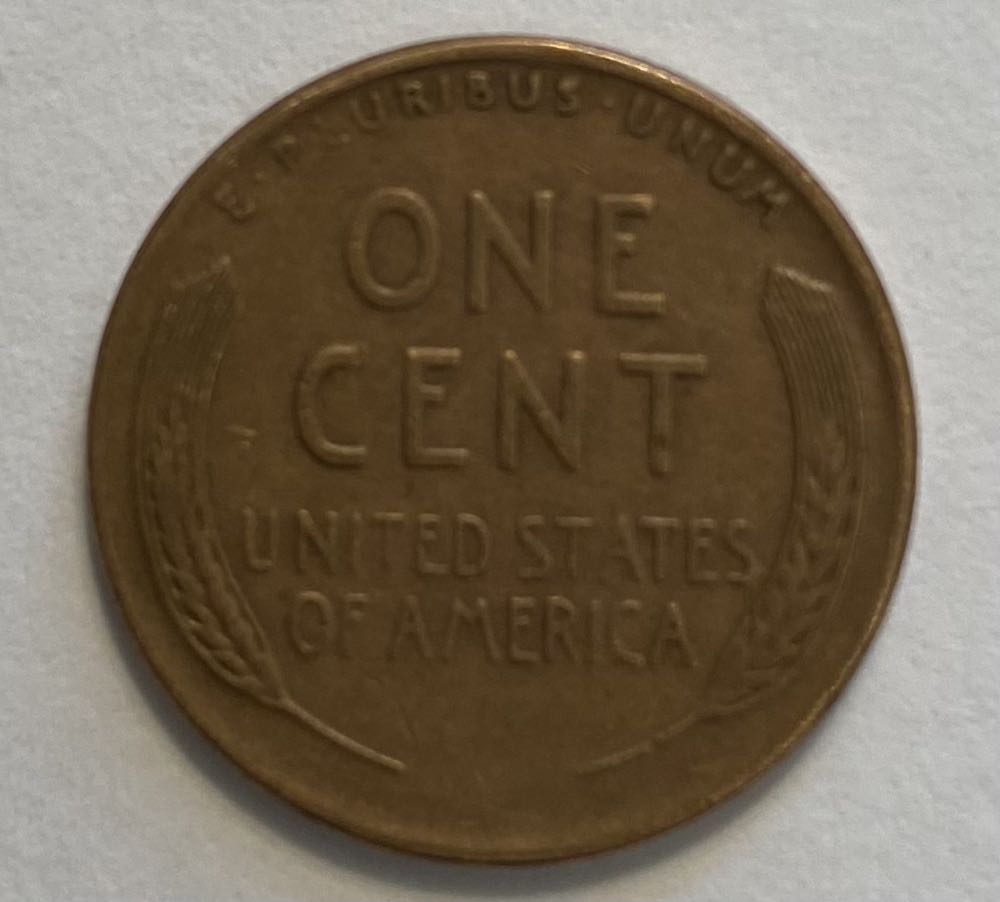 E·PLURIBUS·UNUM
ONE
CENT
UNITED STATES
OF AMERICA